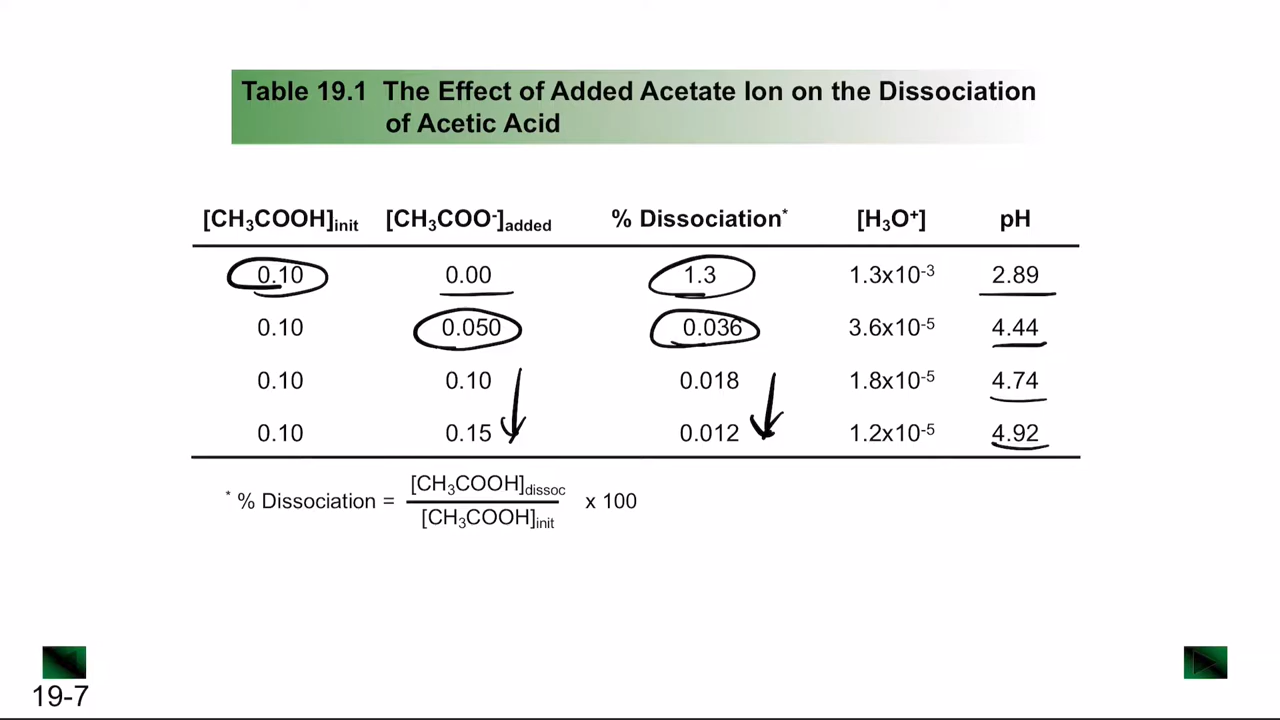 Table 19.1 The Effect of Added Acetate Ion on the Dissociation
of Acetic Acid
[CH₃COOH]init [CH₃COO⁻]added % Dissociation* [H₃O⁺] pH
0.10 0.00 1.3 1.3x10⁻³ 2.89
0.10 0.050 0.036 3.6x10⁻⁵ 4.44
0.10 0.10 0.018 1.8x10⁻⁵ 4.74
0.10 0.15 0.012 1.2x10⁻⁵ 4.92
[CH₃COOH]dissoc
* % Dissociation = x 100
[CH₃COOH]init
19-7